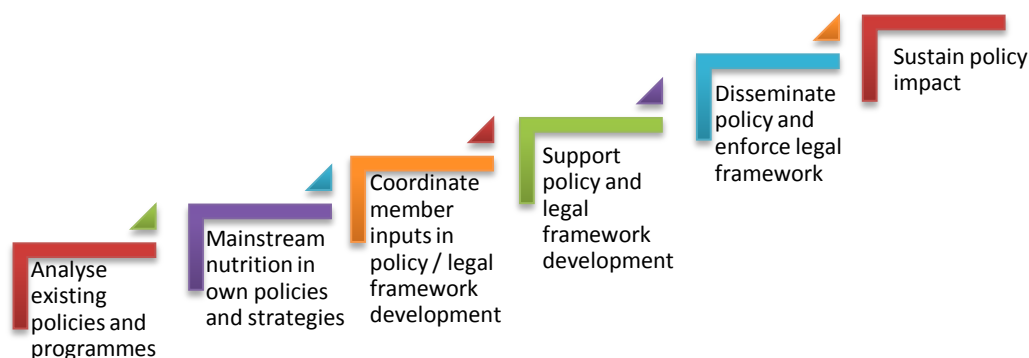 Analyse
existing
policies and
programmes
Mainstream
nutrition in
own policies
and strategies
Coordinate
member
inputs in
policy / legal
framework
development
Support
policy and
legal
framework
development
Disseminate
policy and
enforce legal
framework
Sustain policy
impact